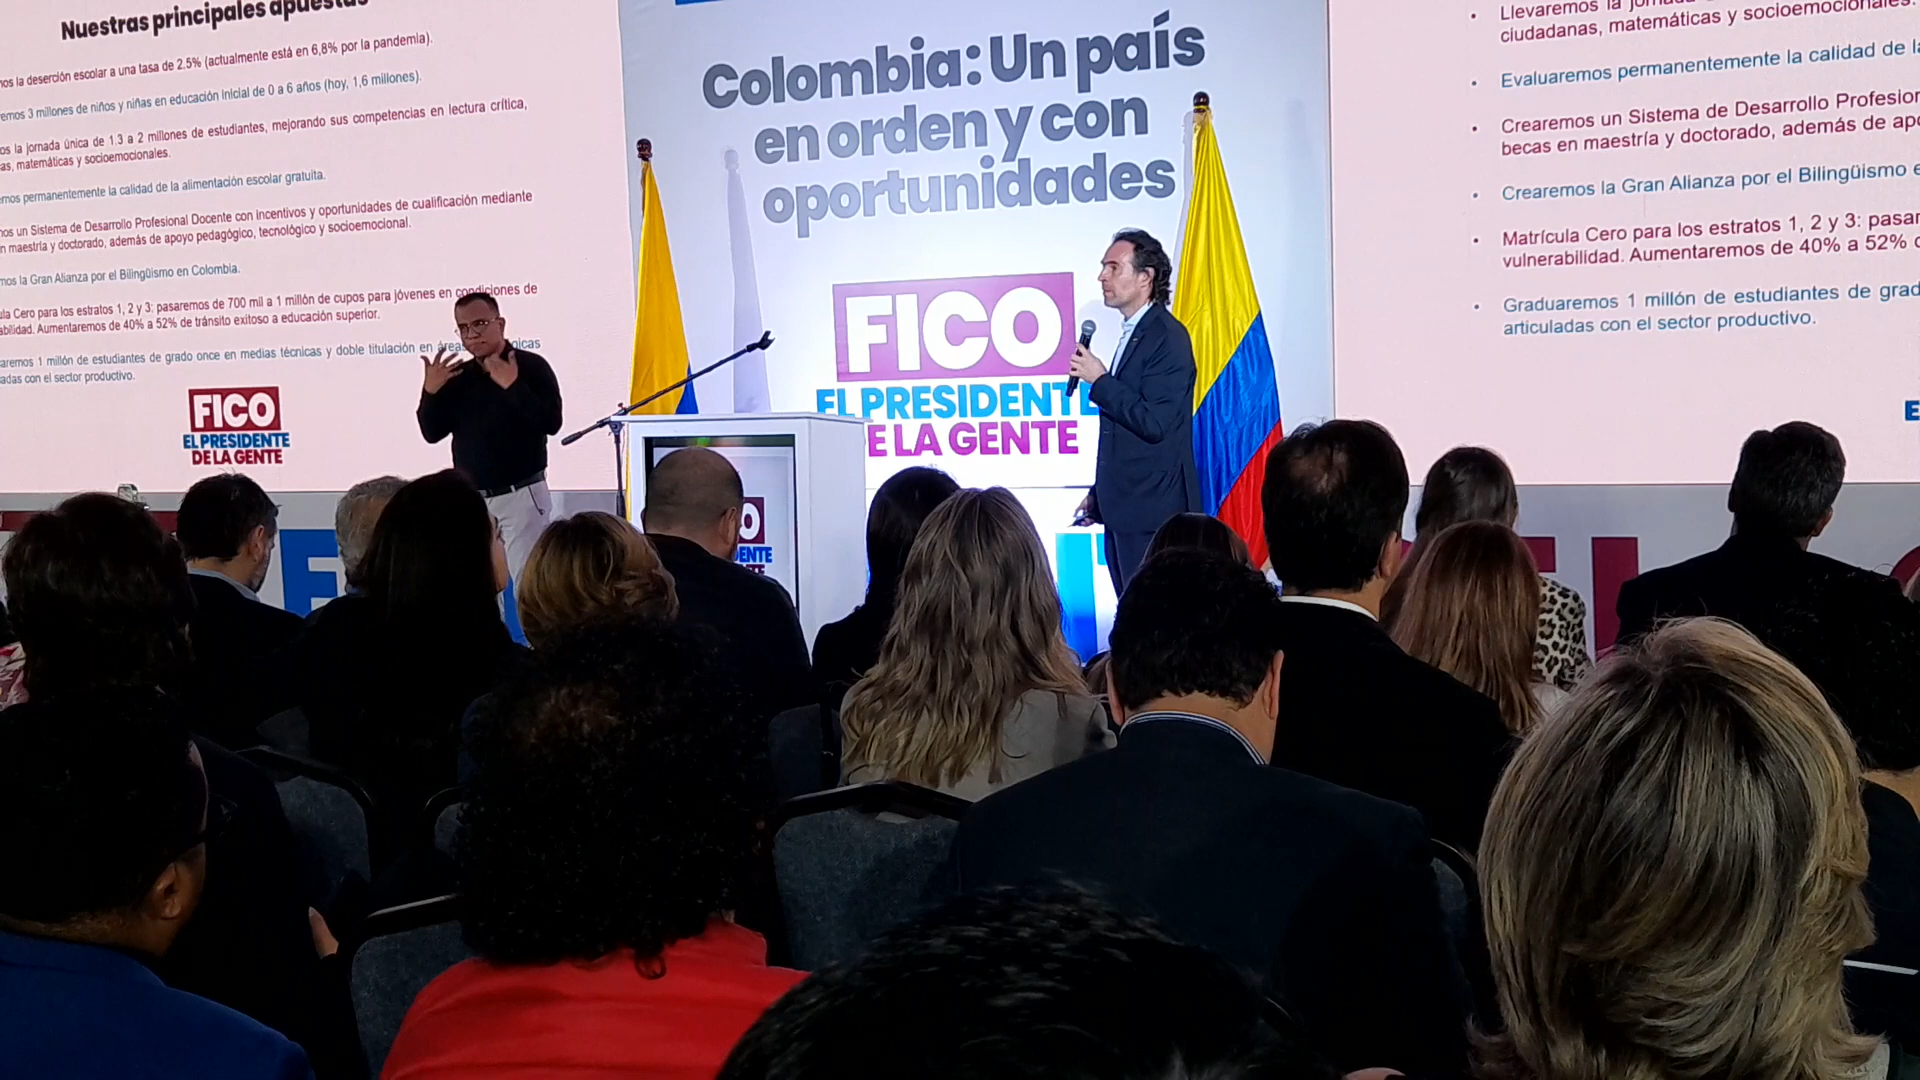 Nuestras principales apuestas
la deserción escolar a una tasa de 2.5% (actualmente está en 6,8% por la pandemia).
3 millones de niños y niñas en educación inicial de 0 a 6 años (hoy, 1,6 millones).
la jornada única de 1.3 a 2 millones de estudiantes, mejorando sus competencias en lectura crítica,
matemáticas y socioemocionales.
permanentemente la calidad de la alimentación escolar gratuita.
un Sistema de Desarrollo Profesional Docente con incentivos y oportunidades de cualificación mediante
maestría y doctorado, además de apoyo pedagógico, tecnológico y socioemocional.
la Gran Alianza por el Bilingüismo en Colombia.
Cero para los estratos 1, 2 y 3: pasaremos de 700 mil a 1 millón de cupos para jóvenes en condiciones de
Aumentaremos de 40% a 52% de tránsito exitoso a educación superior.
1 millón de estudiantes de grado once en medias técnicas y doble titulación en
con el sector productivo.
FICO
EL PRESIDENTE
DE LA GENTE
Colombia: Un país
en orden y con
oportunidades
FICO
EL PRESIDENTE
DE LA GENTE
• Llevaremos la jornada
ciudadanas, matemáticas y socioemocionales.
• Evaluaremos permanentemente la calidad de
• Crearemos un Sistema de Desarrollo
becas en maestría y doctorado, además de
• Crearemos la Gran Alianza por el Bilingüismo
• Matrícula Cero para los estratos 1, 2 y 3:
vulnerabilidad. Aumentaremos de 40% a 52%
• Graduaremos 1 millón de estudiantes de
articuladas con el sector productivo.